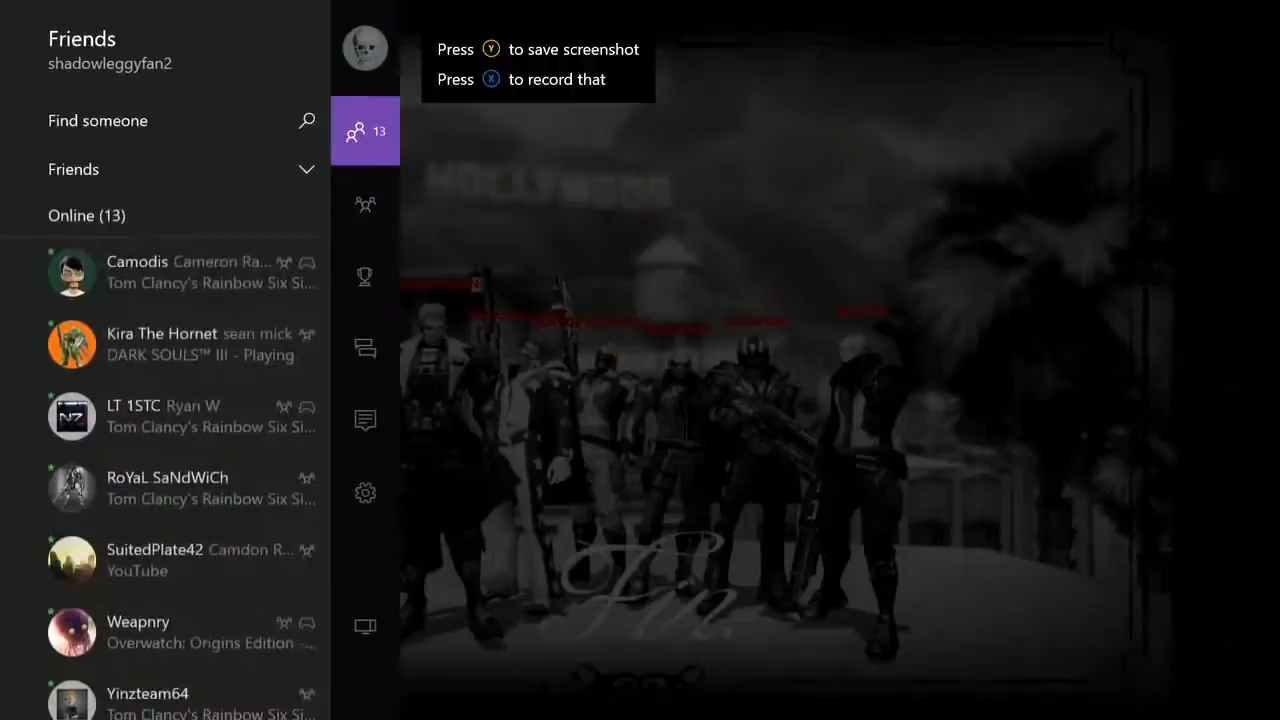 Friends
shadowleggyfan2
Find someone
Friends
Online (13)
Camodis Cameron Ra...
Tom Clancy's Rainbow Six Si...
Kira The Hornet sean mick
DARK SOULS™ III - Playing
LT 1STC Ryan W
Tom Clancy's Rainbow Six Si...
RoYaL SaNdWiCh
Tom Clancy's Rainbow Six Si...
SuitedPlate42 Camdon R...
YouTube
Weapnry
Overwatch: Origins Edition -...
Yinzteam64
Tom Clancy's Rainbow Six Si...
13
N7
Press Y to save screenshot
Press X to record that
HOLLYWOOD
Fin.